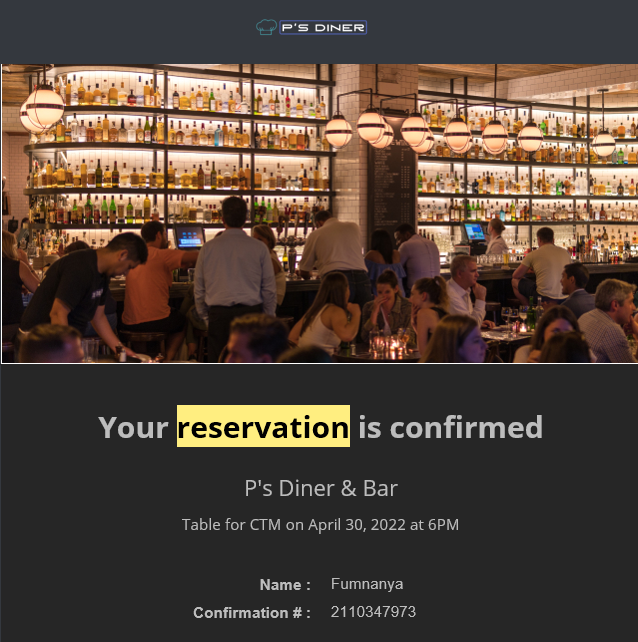 P'S DINER
Your reservation is confirmed
P's Diner & Bar
Table for CTM on April 30, 2022 at 6PM
Name : Fumnanya
Confirmation # : 2110347973